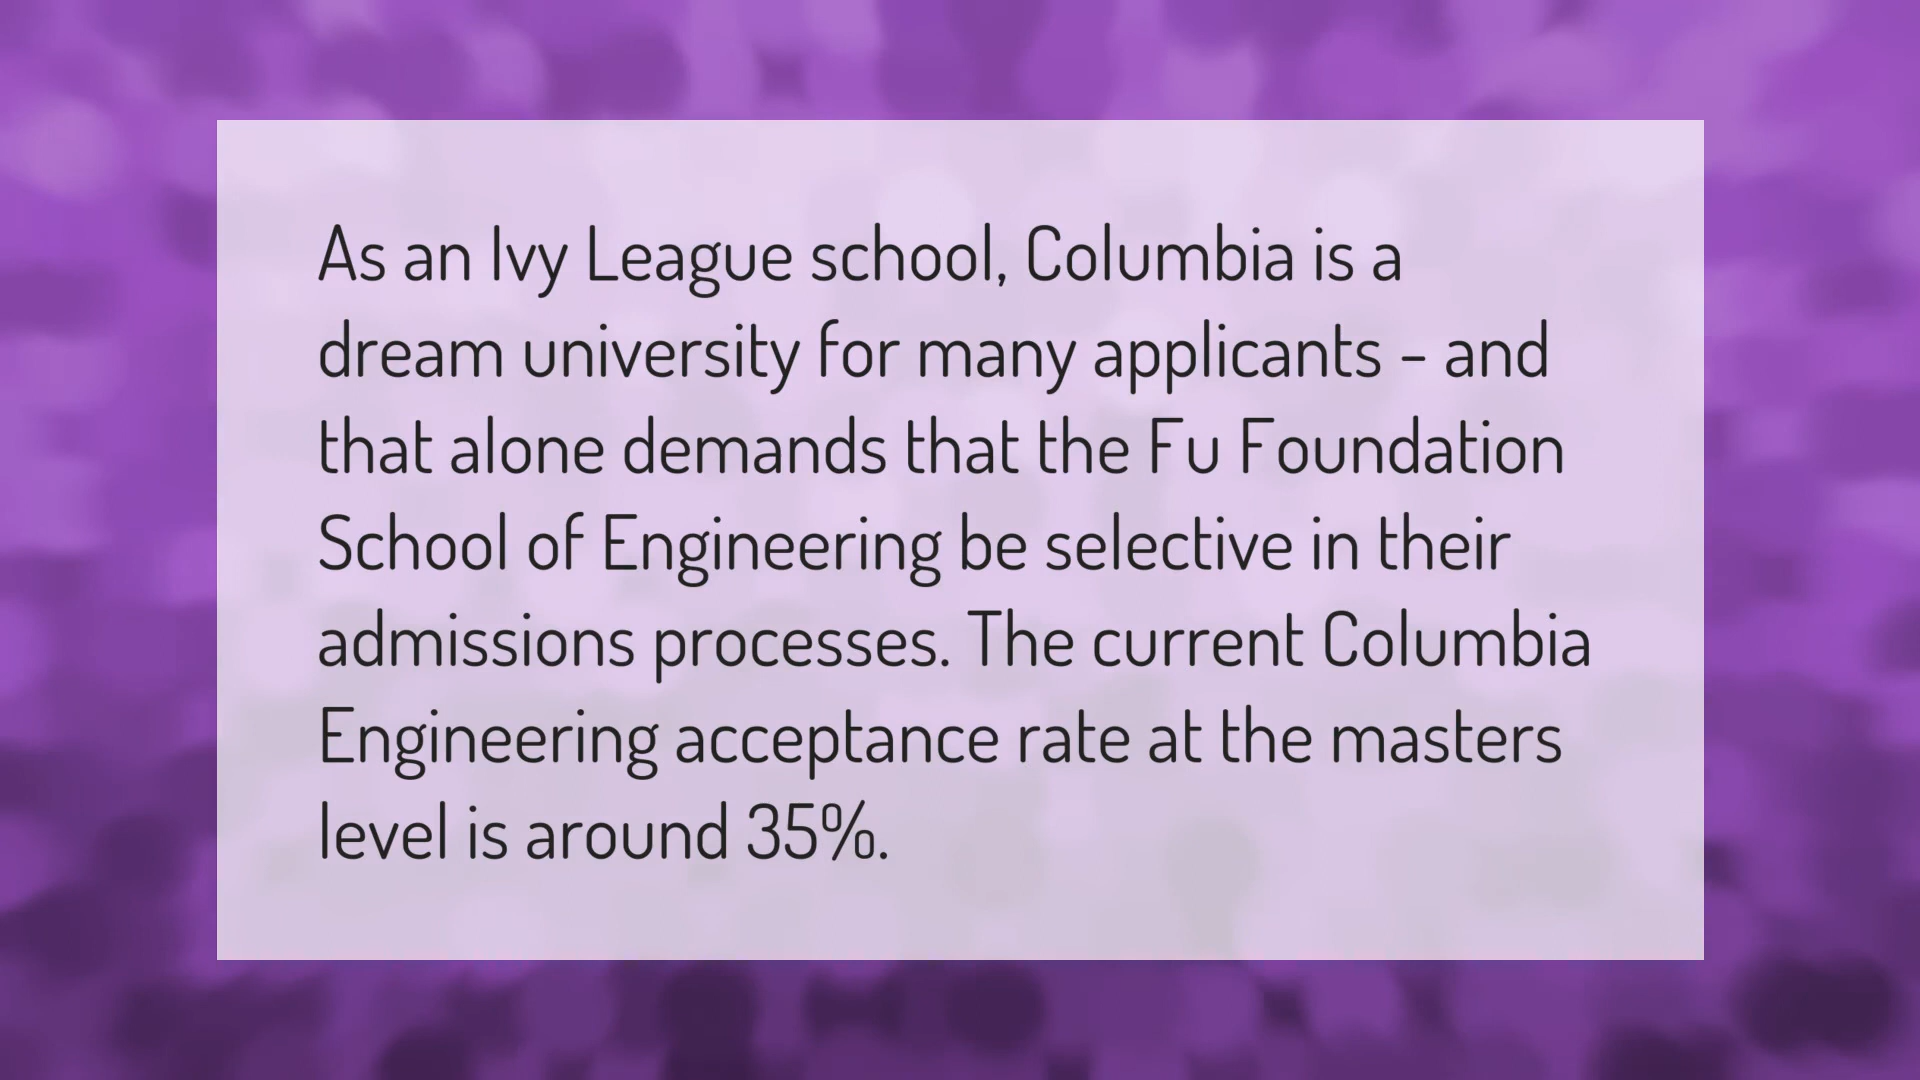 As an Ivy League school, Columbia is a
dream university for many applicants - and
that alone demands that the Fu Foundation
School of Engineering be selective in their
admissions processes. The current Columbia
Engineering acceptance rate at the masters
level is around 35%.